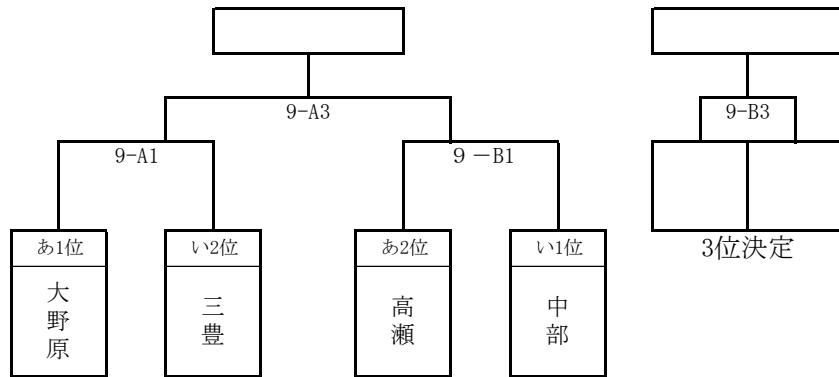 9-A3
9-B3
9-A1
９－B1
あ1位
い2位
あ2位
い1位
3位決定
大野原
三豊
高瀬
中部